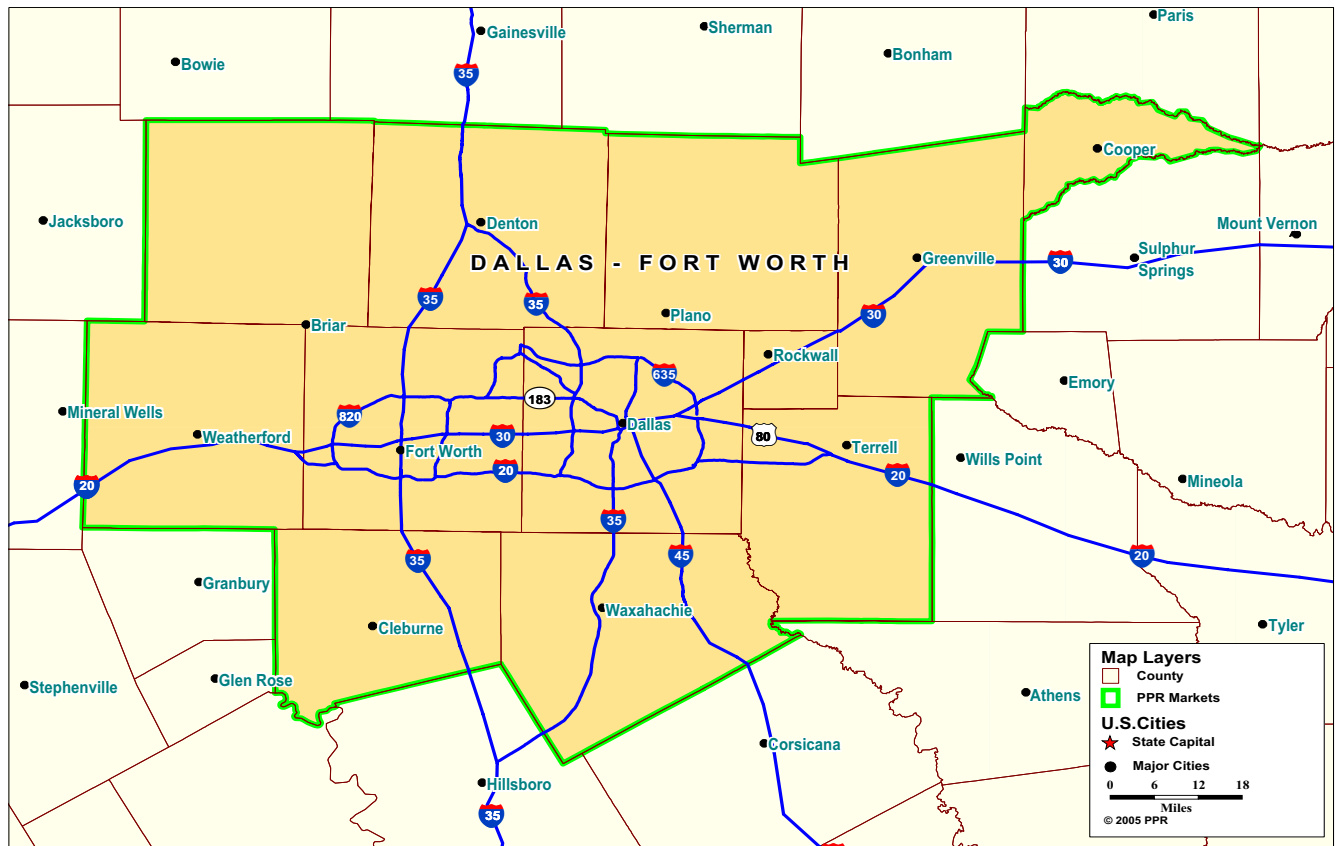 Paris
Gainesville
Sherman
Bonham
Bowie
35
Cooper
Jacksboro
Denton
Mount Vernon
DALLAS - FORT WORTH
Greenville
Sulphur
Springs
30
35
35
Plano
30
Briar
Rockwall
635
Emory
183
Mineral Wells
820
Dallas
Weatherford
30
80
Fort Worth
Terrell
Wills Point
20
20
20
Mineola
35
35
45
20
Granbury
Waxahachie
Cleburne
Tyler
Glen Rose
Stephenville
Athens
Corsicana
Hillsboro
35
Map Layers
County
PPR Markets
U.S.Cities
State Capital
Major Cities
0 6 12 18
Miles
© 2005 PPR